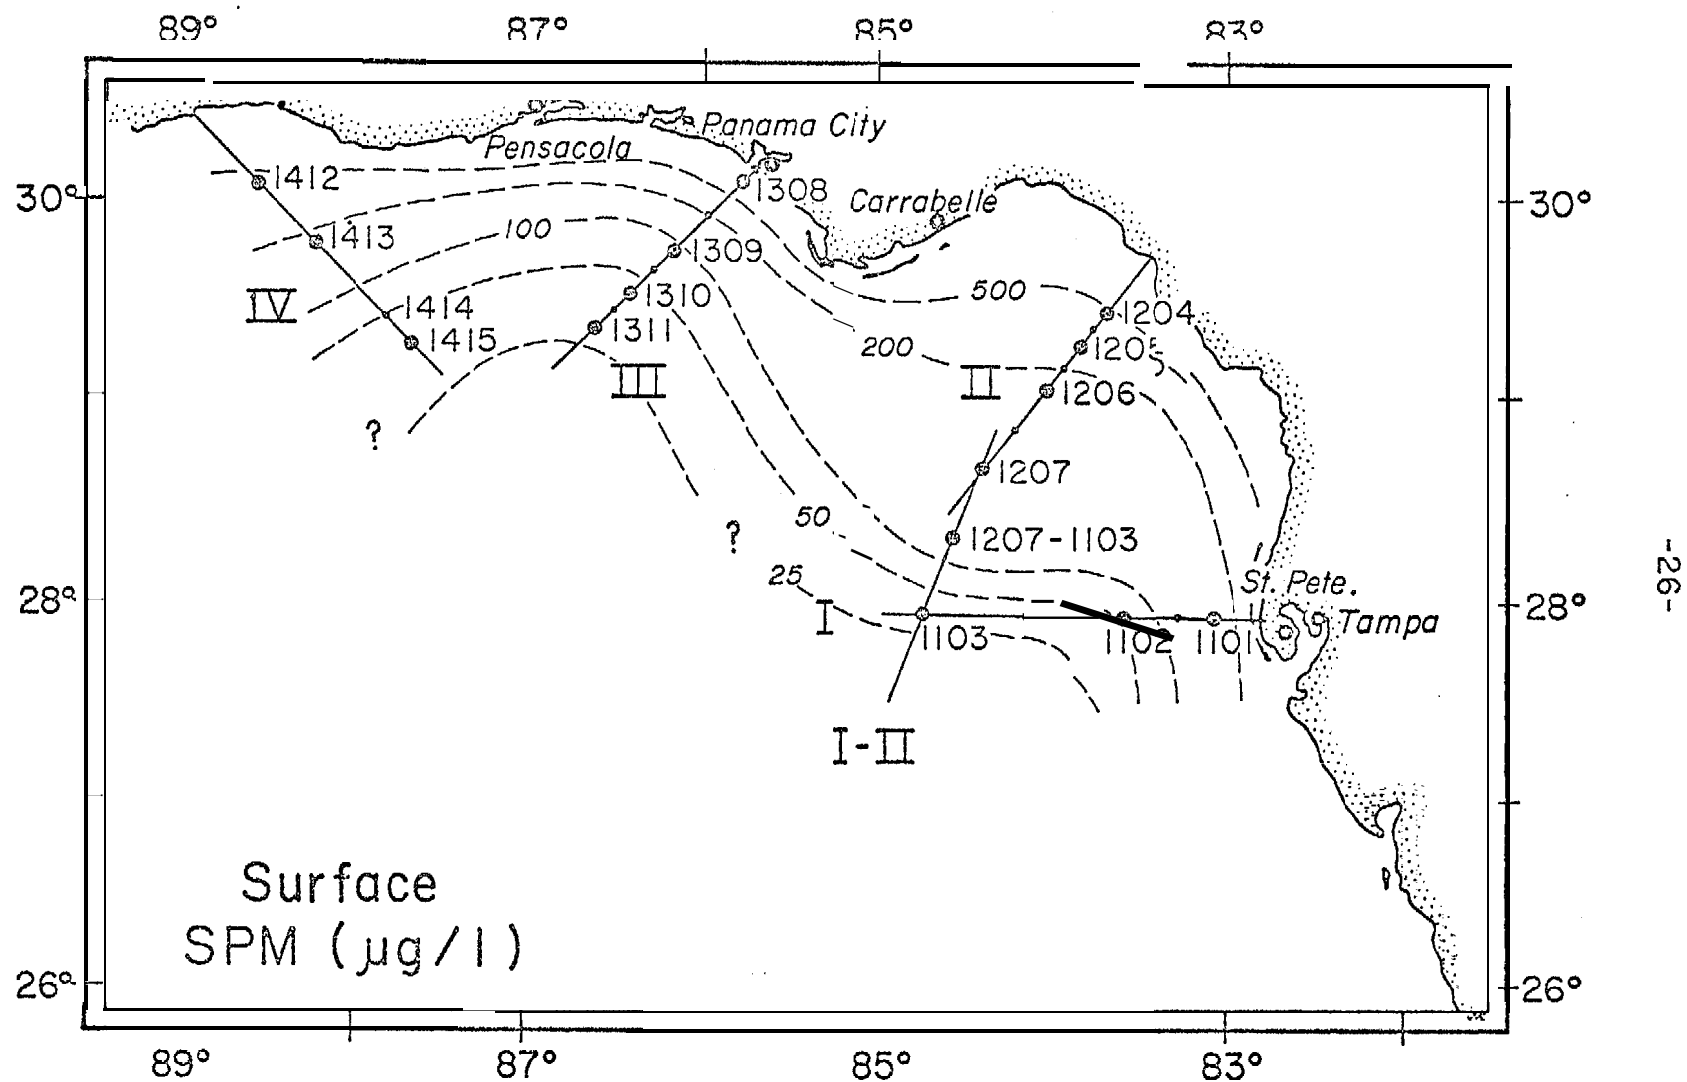 89° 87° 85° 83°
Panama City
Pensacola
1412
1308
30°
Carrabelle
30°
100
1413
1309
500
IV
1310
1414
1204
1311
1415
200
1205
III
II
1206
?
1207
50
?
1207-1103
25
St. Pete.
28°
I
28°
Tampa
1103
1102
1101
I-II
Surface
SPM (µg/l)
26°
26°
89° 87° 85° 83°
-26-